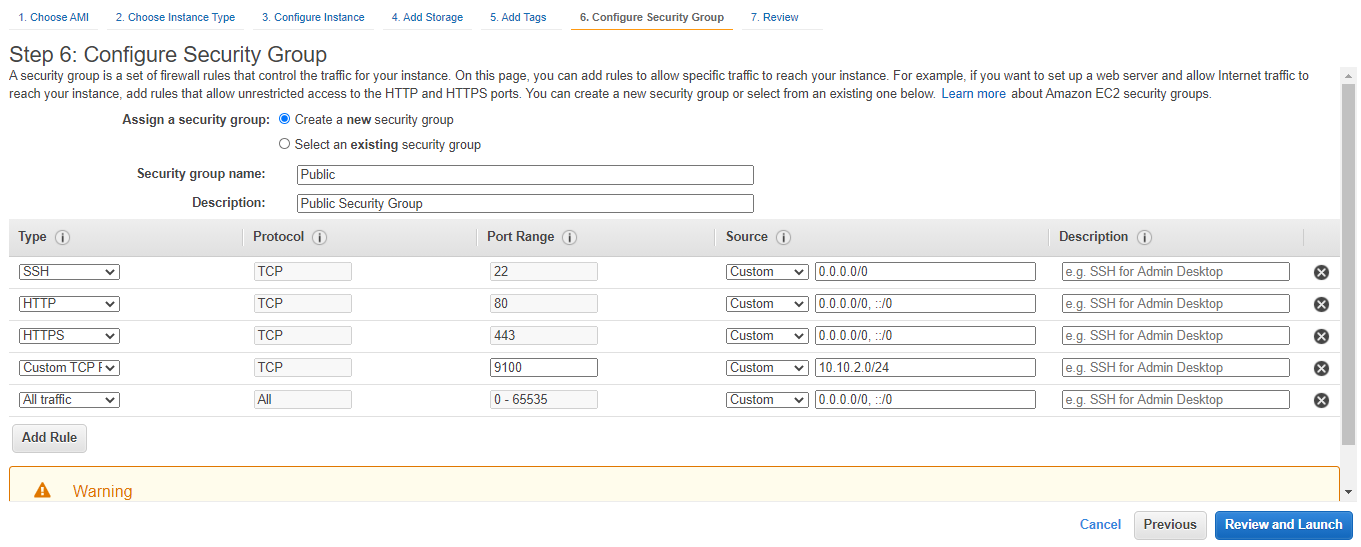 1. Choose AMI 2. Choose Instance Type 3. Configure Instance 4. Add Storage 5. Add Tags 6. Configure Security Group 7. Review
Step 6: Configure Security Group
A security group is a set of firewall rules that control the traffic for your instance. On this page, you can add rules to allow specific traffic to reach your instance. For example, if you want to set up a web server and allow Internet traffic to
reach your instance, add rules that allow unrestricted access to the HTTP and HTTPS ports. You can create a new security group or select from an existing one below. Learn more about Amazon EC2 security groups.
Assign a security group: Create a new security group
Select an existing security group
Security group name: Public
Description: Public Security Group
Type Protocol Port Range Source Description
SSH TCP 22 Custom 0.0.0.0/0 e.g. SSH for Admin Desktop
HTTP TCP 80 Custom 0.0.0.0/0, ::/0 e.g. SSH for Admin Desktop
HTTPS TCP 443 Custom 0.0.0.0/0, ::/0 e.g. SSH for Admin Desktop
Custom TCP F TCP 9100 Custom 10.10.2.0/24 e.g. SSH for Admin Desktop
All traffic All 0 - 65535 Custom 0.0.0.0/0, ::/0 e.g. SSH for Admin Desktop
Add Rule
Warning
Cancel Previous Review and Launch